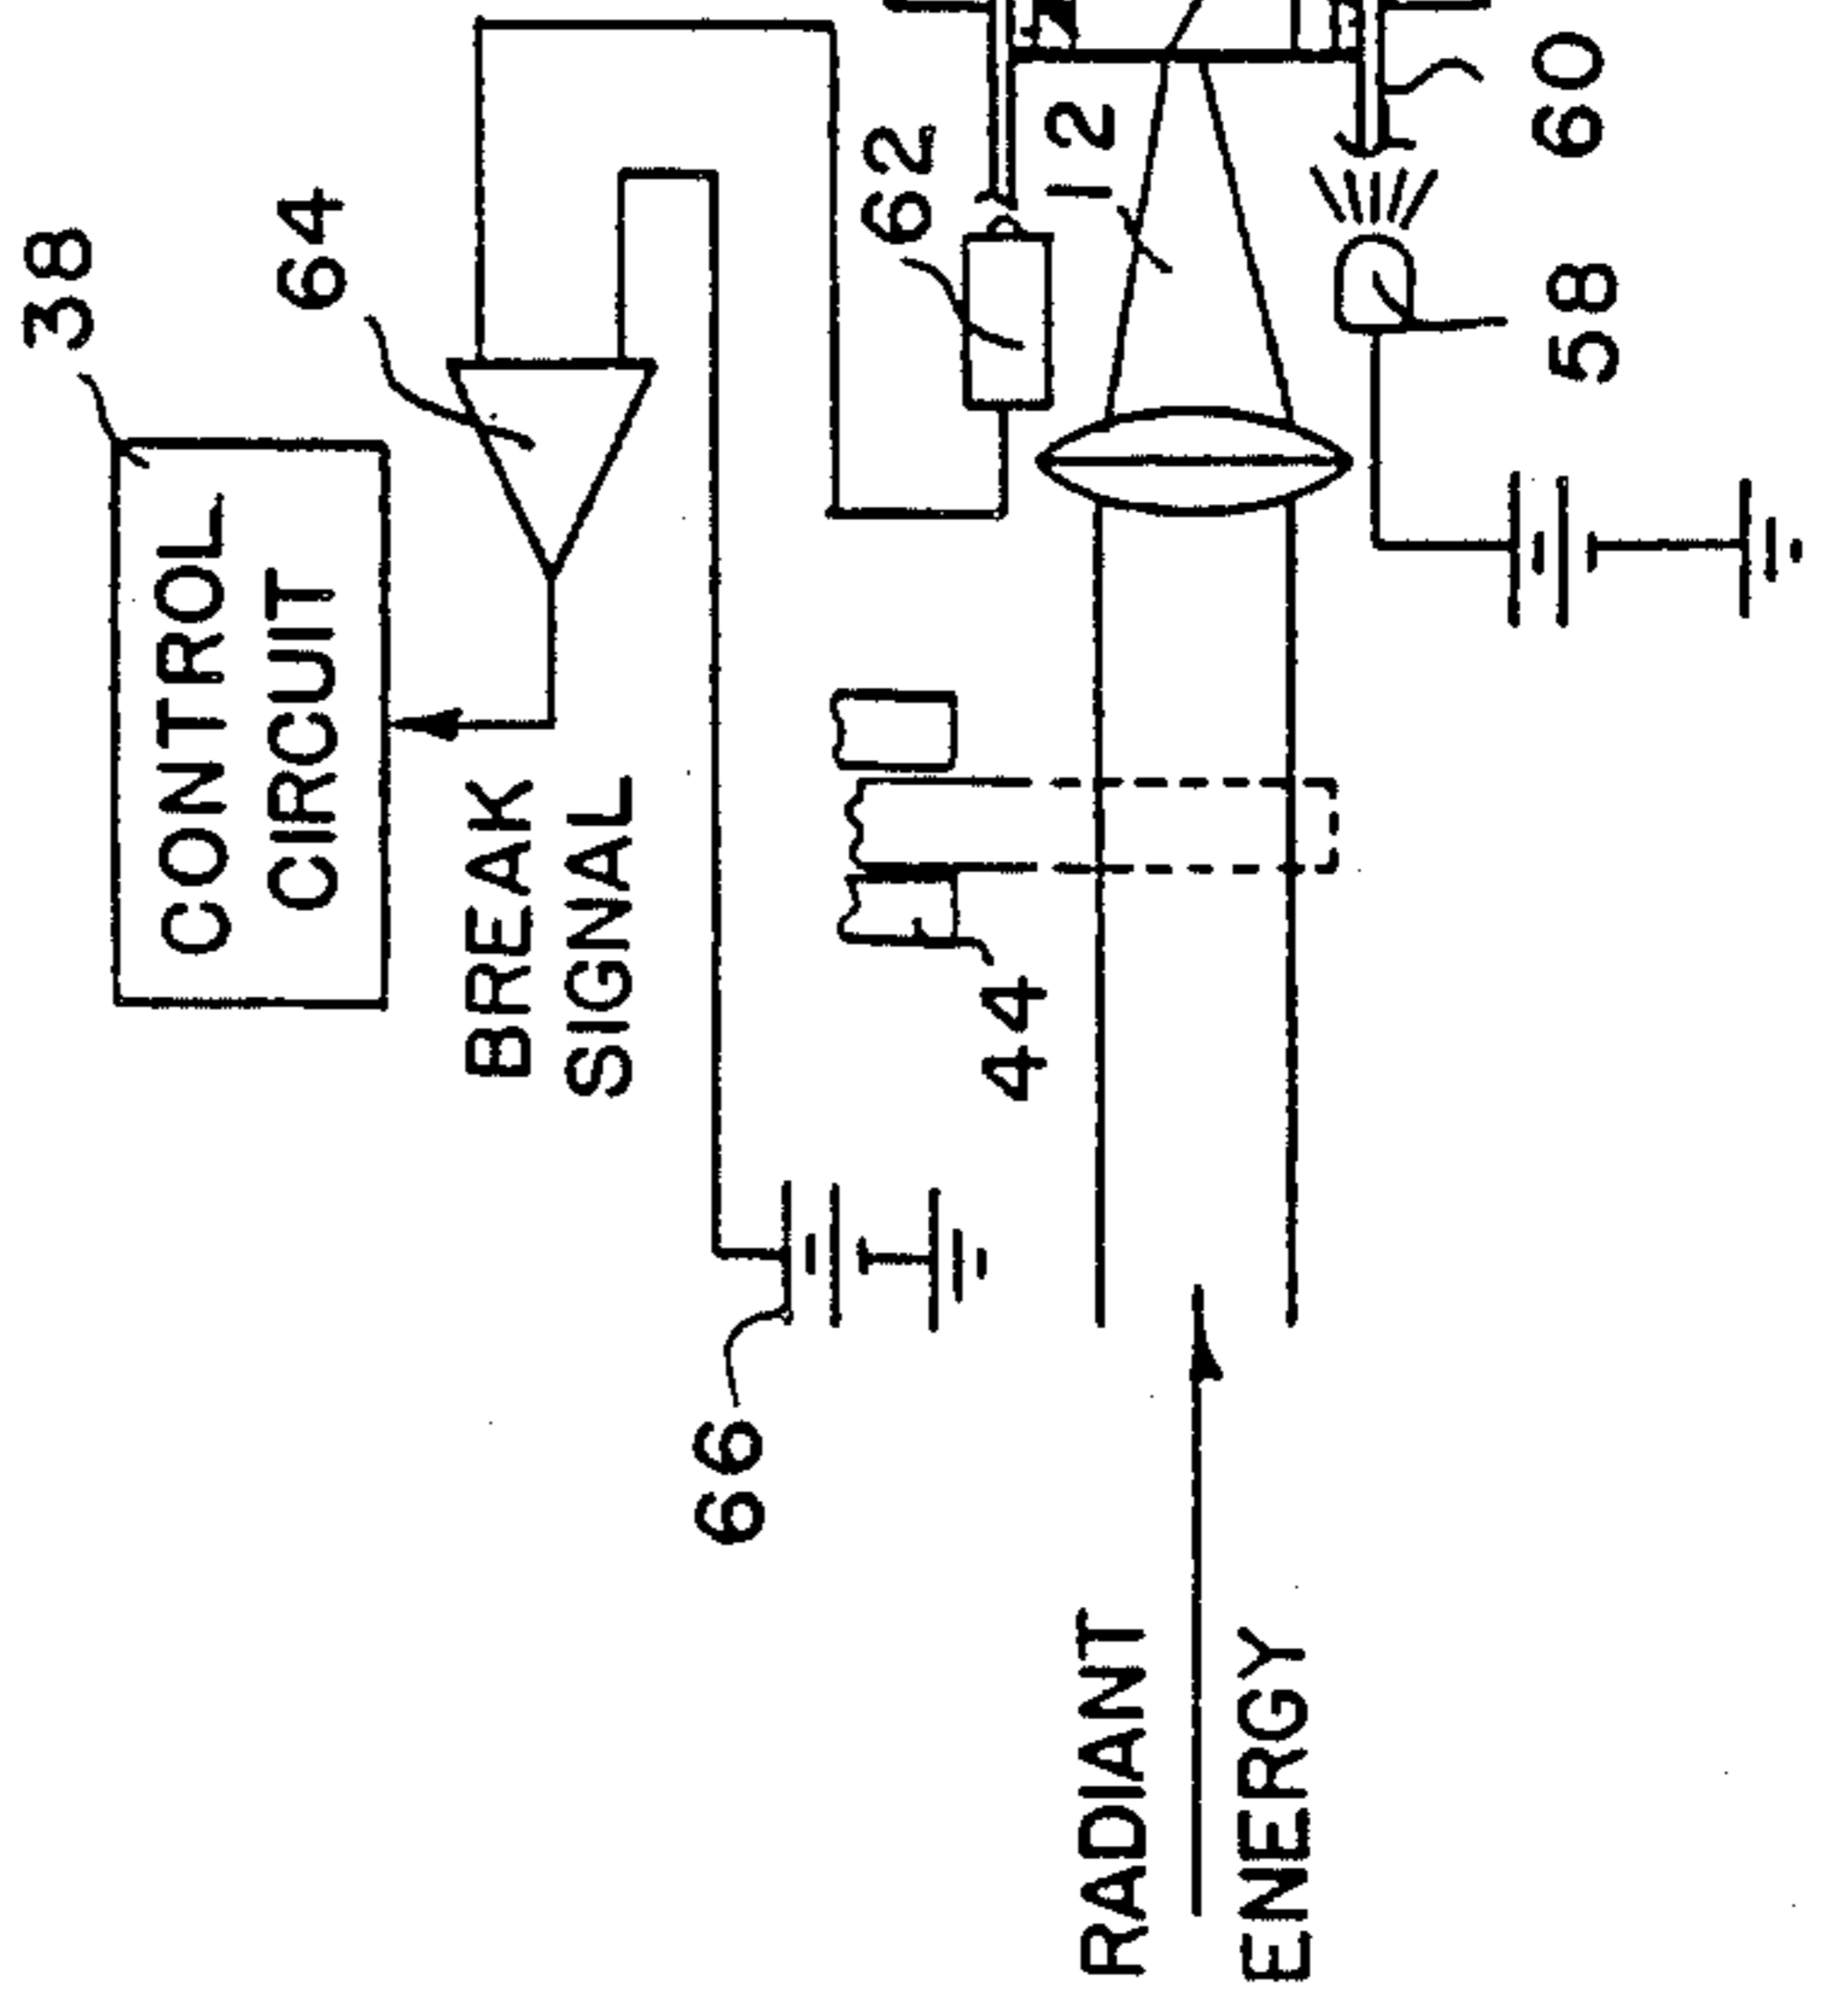 38
CONTROL
CIRCUIT
64
BREAK
SIGNAL
66
62
12
44
RADIANT
ENERGY
58
60